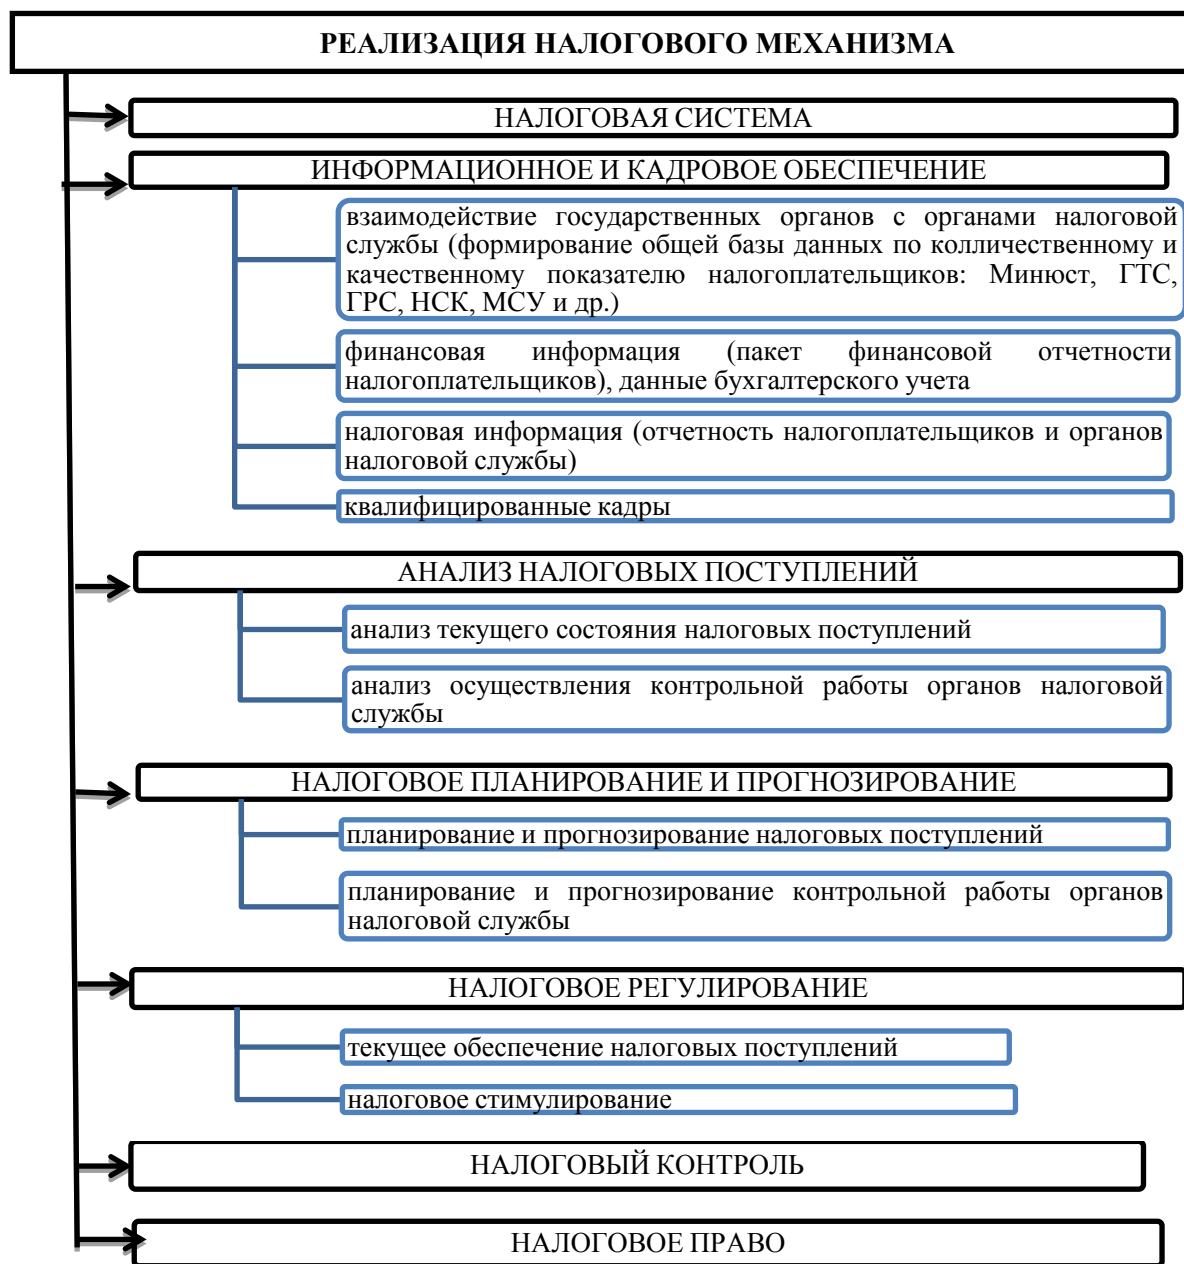 РЕАЛИЗАЦИЯ НАЛОГОВОГО МЕХАНИЗМА
НАЛОГОВАЯ СИСТЕМА
ИНФОРМАЦИОННОЕ И КАДРОВОЕ ОБЕСПЕЧЕНИЕ
взаимодействие государственных органов с органами налоговой
службы (формирование общей базы данных по колличественному и
качественному показателю налогоплательщиков: Минюст, ГТС,
ГРС, НСК, МСУ и др.)
финансовая информация (пакет финансовой отчетности
налогоплательщиков), данные бухгалтерского учета
налоговая информация (отчетность налогоплательщиков и органов
налоговой службы)
квалифицированные кадры
АНАЛИЗ НАЛОГОВЫХ ПОСТУПЛЕНИЙ
анализ текущего состояния налоговых поступлений
анализ осуществления контрольной работы органов налоговой
службы
НАЛОГОВОЕ ПЛАНИРОВАНИЕ И ПРОГНОЗИРОВАНИЕ
планирование и прогнозирование налоговых поступлений
планирование и прогнозирование контрольной работы органов
налоговой службы
НАЛОГОВОЕ РЕГУЛИРОВАНИЕ
текущее обеспечение налоговых поступлений
налоговое стимулирование
НАЛОГОВЫЙ КОНТРОЛЬ
НАЛОГОВОЕ ПРАВО